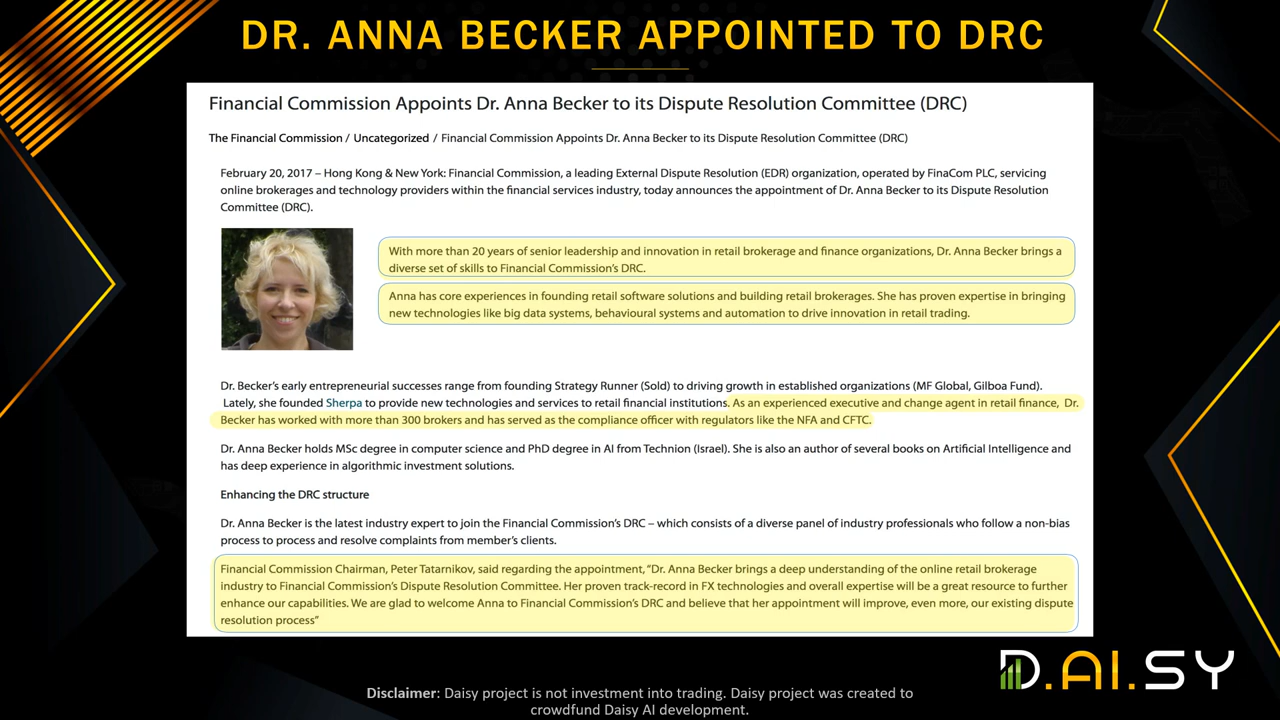 DR. ANNA BECKER APPOINTED TO DRC
Financial Commission Appoints Dr. Anna Becker to its Dispute Resolution Committee (DRC)
The Financial Commission / Uncategorized / Financial Commission Appoints Dr. Anna Becker to its Dispute Resolution Committee (DRC)
February 20, 2017 – Hong Kong & New York: Financial Commission, a leading External Dispute Resolution (EDR) organization, operated by FinaCom PLC, servicing
online brokerages and technology providers within the financial services industry, today announces the appointment of Dr. Anna Becker to its Dispute Resolution
Committee (DRC).
With more than 20 years of senior leadership and innovation in retail brokerage and finance organizations, Dr. Anna Becker brings a
diverse set of skills to Financial Commission's DRC.
Anna has core experiences in founding retail software solutions and building retail brokerages. She has proven expertise in bringing
new technologies like big data systems, behavioural systems and automation to drive innovation in retail trading.
Dr. Becker's early entrepreneurial successes range from founding Strategy Runner (Sold) to driving growth in established organizations (MF Global, Gilboa Fund).
Lately, she founded Sherpa to provide new technologies and services to retail financial institutions. As an experienced executive and change agent in retail finance, Dr.
Becker has worked with more than 300 brokers and has served as the compliance officer with regulators like the NFA and CFTC.
Dr. Anna Becker holds MSc degree in computer science and PhD degree in AI from Technion (Israel). She is also an author of several books on Artificial Intelligence and
has deep experience in algorithmic investment solutions.
Enhancing the DRC structure
Dr. Anna Becker is the latest industry expert to join the Financial Commission's DRC – which consists of a diverse panel of industry professionals who follow a non-bias
process to process and resolve complaints from member's clients.
Financial Commission Chairman, Peter Tatarnikov, said regarding the appointment, "Dr. Anna Becker brings a deep understanding of the online retail brokerage
industry to Financial Commission's Dispute Resolution Committee. Her proven track-record in FX technologies and overall expertise will be a great resource to further
enhance our capabilities. We are glad to welcome Anna to Financial Commission's DRC and believe that her appointment will improve, even more, our existing dispute
resolution process"
D.AI.SY
Disclaimer: Daisy project is not investment into trading. Daisy project was created to
crowdfund Daisy AI development.